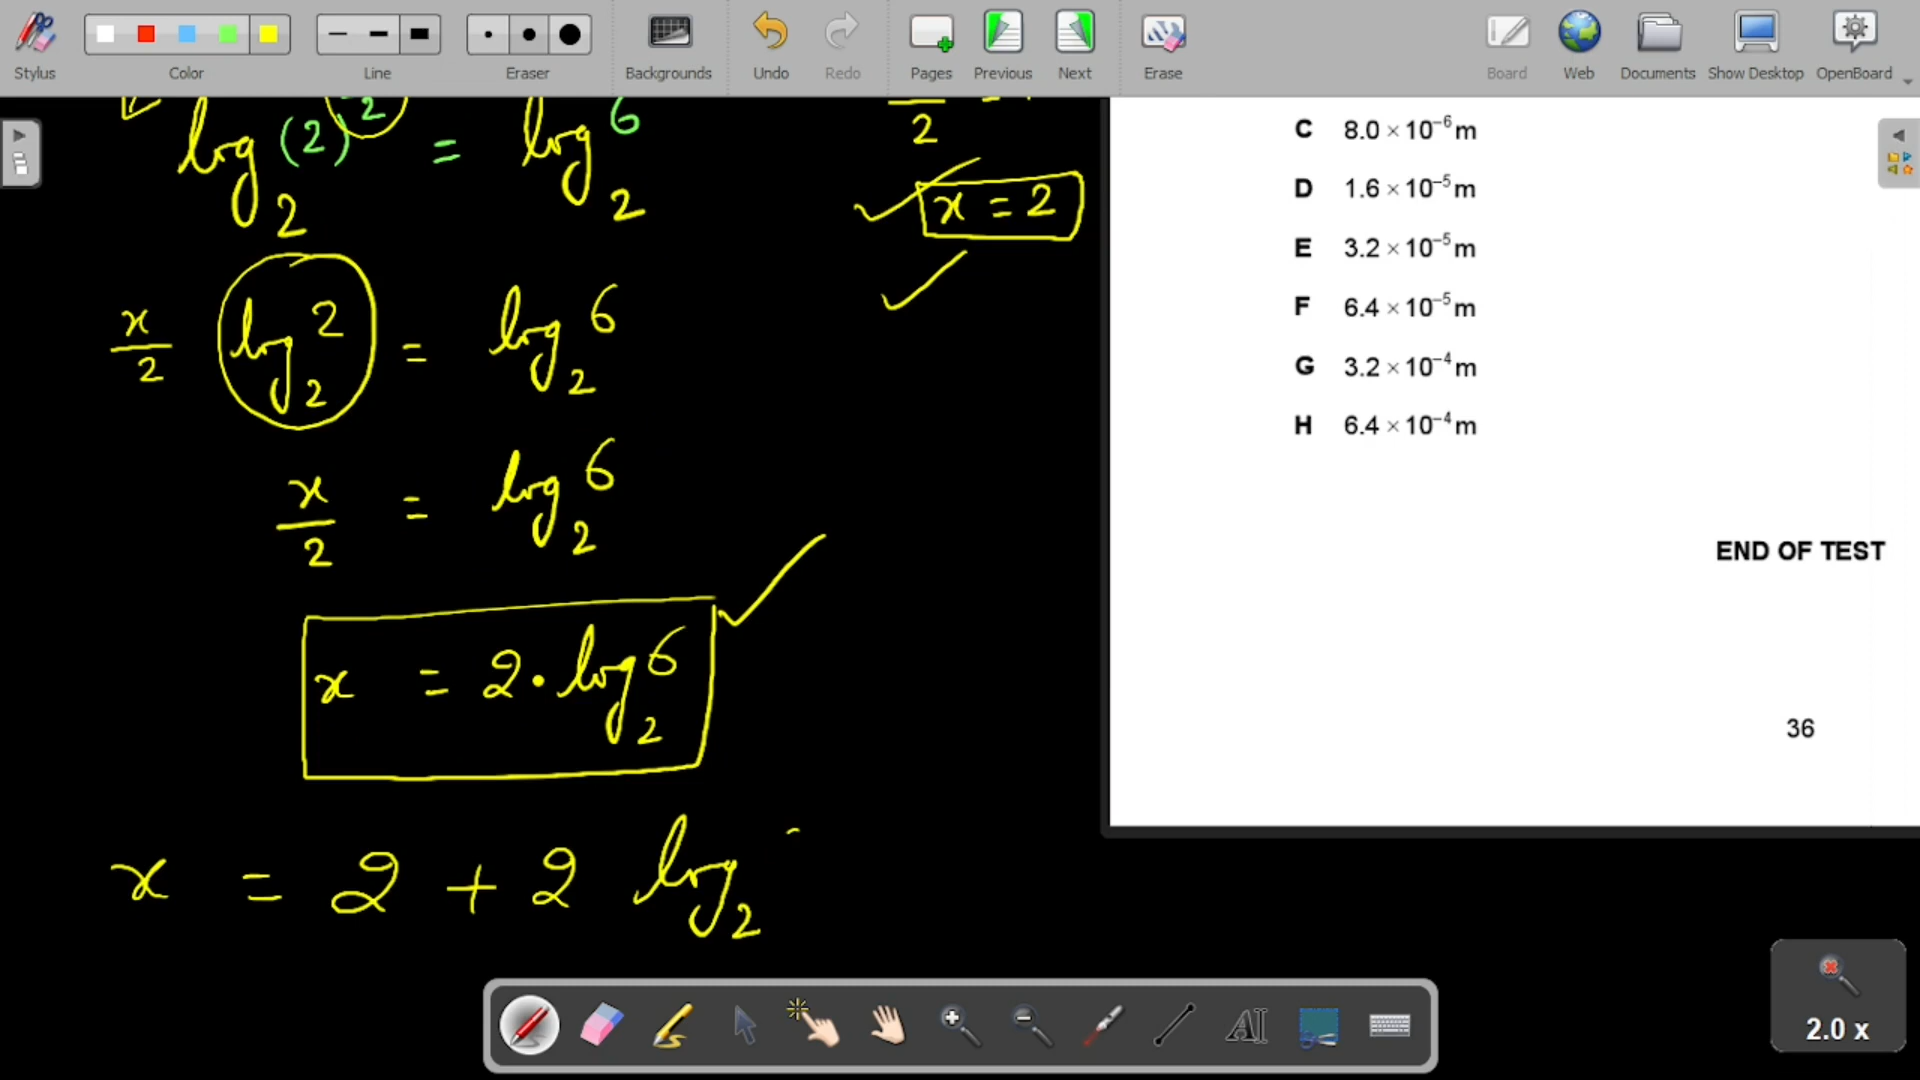 Stylus Color Line Eraser Backgrounds Undo Redo Pages Previous Next Erase Board Web Documents Show Desktop OpenBoard
log₂ (2) 2 = log₂ 6
2
x = 2
x/2 log₂ 2 = log₂ 6
x/2 = log₂ 6
x = 2 · log₂ 6
x = 2 + 2 log₂
C 8.0 × 10⁻⁶ m
D 1.6 × 10⁻⁵ m
E 3.2 × 10⁻⁵ m
F 6.4 × 10⁻⁵ m
G 3.2 × 10⁻⁴ m
H 6.4 × 10⁻⁴ m
END OF TEST
36
2.0 x